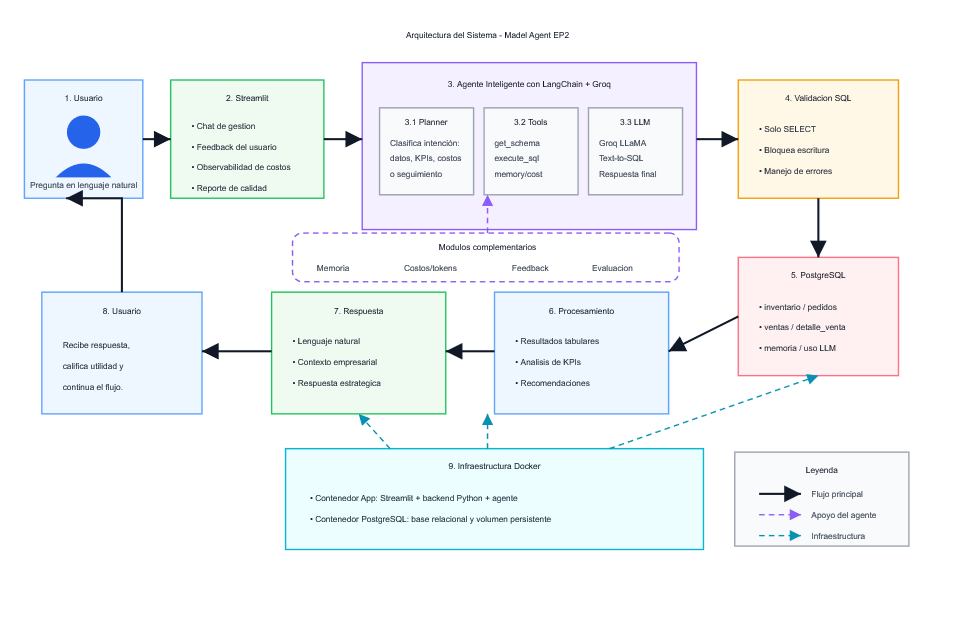 Arquitectura del Sistema - Madel Agent EP2
1. Usuario
Pregunta en lenguaje natural
2. Streamlit
• Chat de gestion
• Feedback del usuario
• Observabilidad de costos
• Reporte de calidad
3. Agente Inteligente con LangChain + Groq
3.1 Planner
Clasifica intención:
datos, KPIs, costos
o seguimiento
3.2 Tools
get_schema
execute_sql
memory/cost
3.3 LLM
Groq LLaMA
Text-to-SQL
Respuesta final
4. Validacion SQL
• Solo SELECT
• Bloquea escritura
• Manejo de errores
Modulos complementarios
Memoria
Costos/tokens
Feedback
Evaluacion
5. PostgreSQL
• inventario / pedidos
• ventas / detalle_venta
• memoria / uso LLM
8. Usuario
Recibe respuesta,
califica utilidad y
continua el flujo.
7. Respuesta
• Lenguaje natural
• Contexto empresarial
• Respuesta estrategica
6. Procesamiento
• Resultados tabulares
• Analisis de KPIs
• Recomendaciones
9. Infraestructura Docker
• Contenedor App: Streamlit + backend Python + agente
• Contenedor PostgreSQL: base relacional y volumen persistente
Leyenda
Flujo principal
Apoyo del agente
Infraestructura